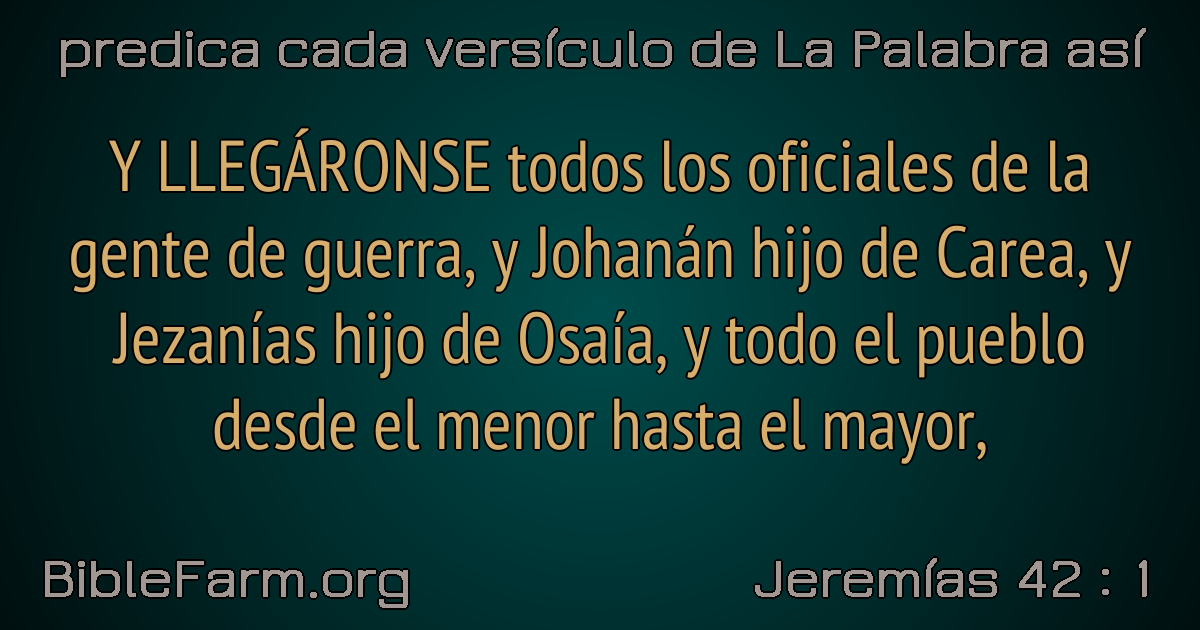 predica cada versículo de La Palabra así
Y LLEGÁRONSE todos los oficiales de la
gente de guerra, y Johanán hijo de Carea, y
Jezanías hijo de Osaía, y todo el pueblo
desde el menor hasta el mayor,
BibleFarm.org
Jeremías 42 : 1